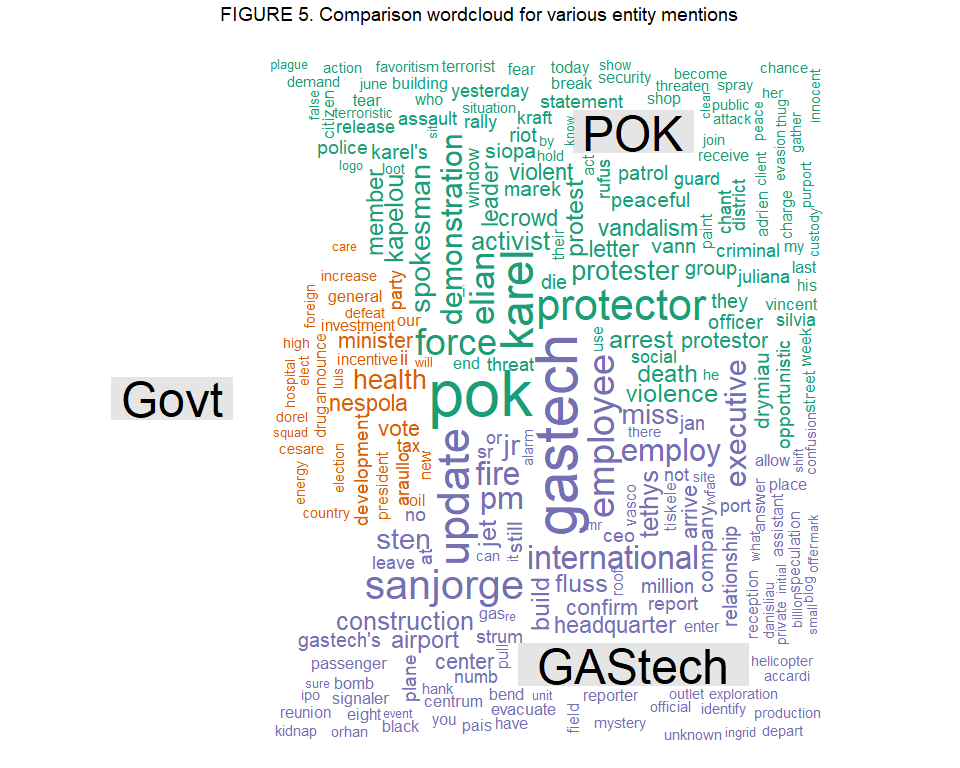 FIGURE 5. Comparison wordcloud for various entity mentions
plague action favoritism terrorist fear today show chance
demand june building break security become
false citizen tear who yesterday threaten spray her innocent
terroristic situation statement shop clear public peace thug
release assault rally kraft POK attack gather
police karel's sit riot by know join evasion
logo loot siopa hold act receive client
member kapelou spokesman demonstration window leader violent rufus patrol guard purport
marek peaceful chant district adrien charge custody
crowd protest vandalism paint
care activist their letter vann criminal my
increase party elian karel die protester group juliana last
foreign general his
defeat protector they vincent
investment our officer silvia
high minister force use arrest protestor week
announce incentive ii will end threat social
hospital elect luis health pok gastech employee death he executive drymiau opportunistic street
Govt nespola violence
dorel drug miss jan
squad vote update or jr alarm there confusion
cesare tax sr employ shift
energy election development president araullo new fire tethys not site allow
country oil pm vasco tiskele arrive wfa port place
no jet still mr company answer
sten ceo what assistant speculation mark
leave at can it international relationship offer
sanjorge build fluss roof million reception danisliau private initial billion blog small
construction gas re confirm report
gastech's airport strum headquarter enter
passenger center pull GAStech helicopter
sure bomb plane numb accardi
ipo signaler hank centrum bend unit reporter outlet exploration
reunion eight event evacuate field official identify production
kidnap orhan black you pais have mystery unknown ingrid depart